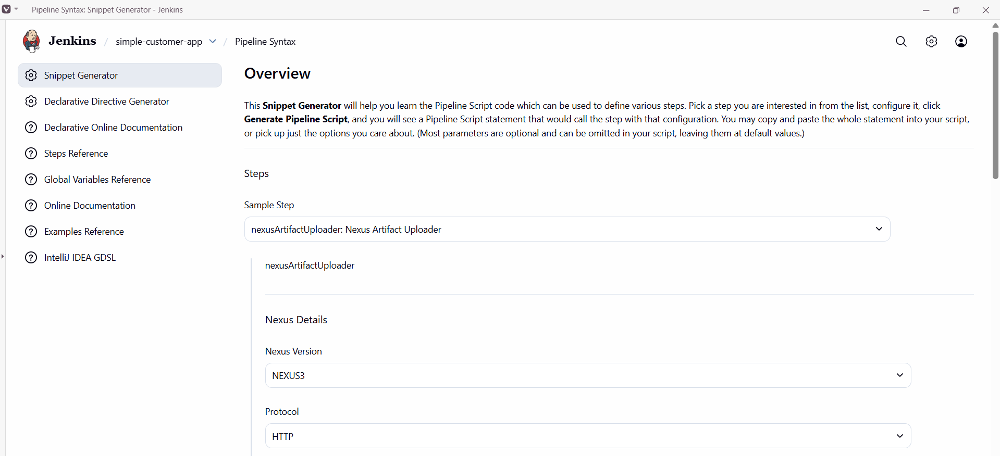 Pipeline Syntax: Snippet Generator - Jenkins
Jenkins / simple-customer-app / Pipeline Syntax
Snippet Generator
Declarative Directive Generator
Declarative Online Documentation
Steps Reference
Global Variables Reference
Online Documentation
Examples Reference
IntelliJ IDEA GDSL
Overview
This Snippet Generator will help you learn the Pipeline Script code which can be used to define various steps. Pick a step you are interested in from the list, configure it, click
Generate Pipeline Script, and you will see a Pipeline Script statement that would call the step with that configuration. You may copy and paste the whole statement into your script,
or pick up just the options you care about. (Most parameters are optional and can be omitted in your script, leaving them at default values.)
Steps
Sample Step
nexusArtifactUploader: Nexus Artifact Uploader
nexusArtifactUploader
Nexus Details
Nexus Version
NEXUS3
Protocol
HTTP